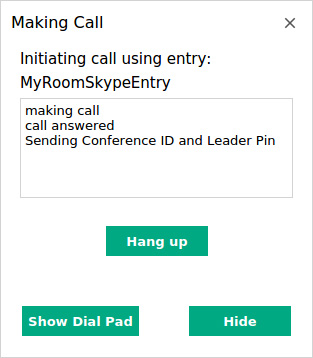 Making Call
Initiating call using entry:
MyRoomSkypeEntry
making call
call answered
Sending Conference ID and Leader Pin
Hang up
Show Dial Pad
Hide